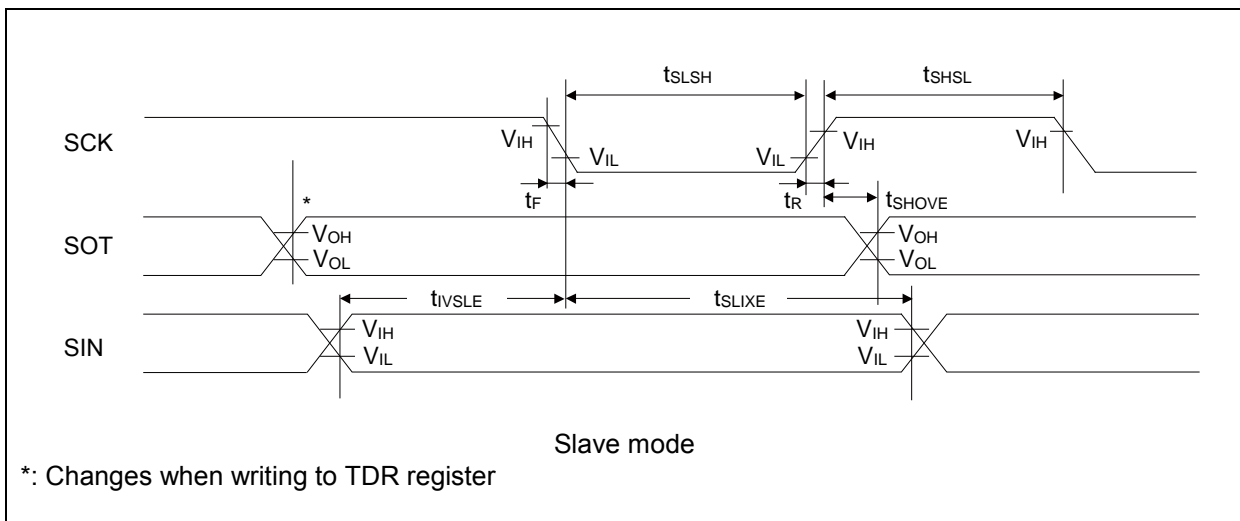 tSLSH tSHSL
SCK VIH VIL VIL VIH VIH
tF tR tSHOVE
*
SOT VOH VOH
VOL VOL
tIVSLE tSLIXE
SIN VIH VIH
VIL VIL
Slave mode
*: Changes when writing to TDR register